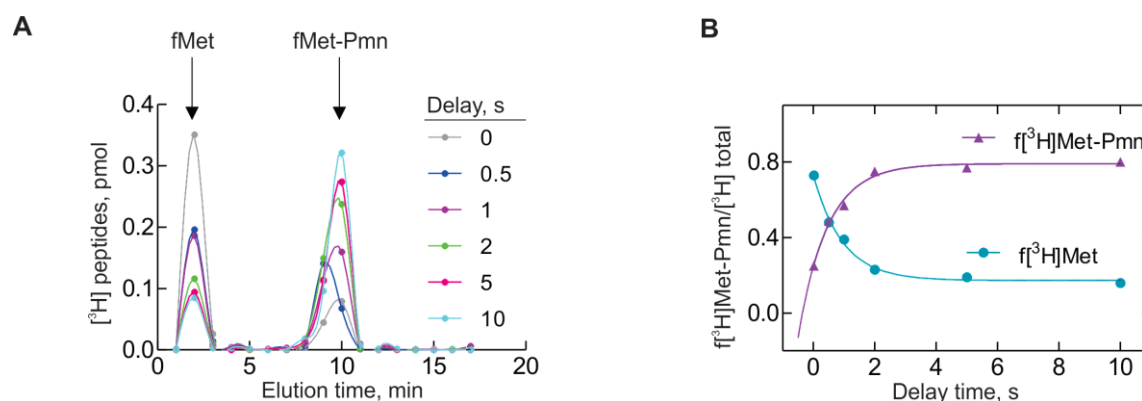 A
fMet
fMet-Pmn
[³H] peptides, pmol
0.4
0.3
0.2
0.1
0.0
0
5
10
15
20
Elution time, min
Delay, s
0
0.5
1
2
5
10
B
f[³H]Met-Pmn/[³H] total
0.8
0.4
0.0
f[³H]Met-Pmn
f[³H]Met
0
2
4
6
8
10
Delay time, s